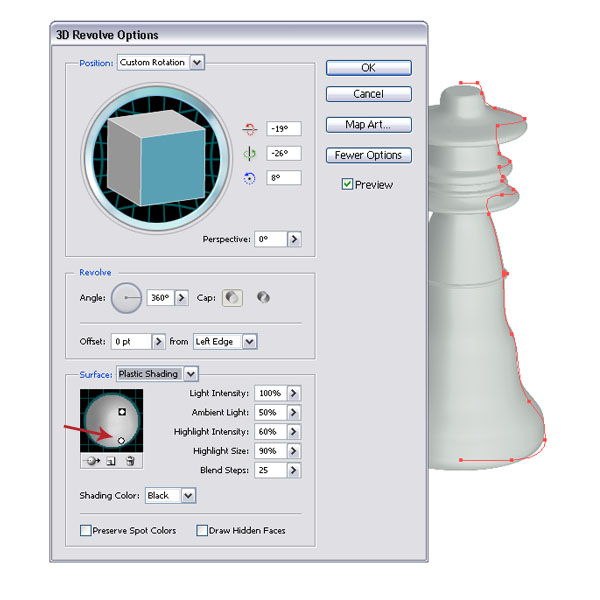 3D Revolve Options
Position: Custom Rotation
OK
Cancel
Map Art...
Fewer Options
Preview
-19°
-26°
8°
Perspective: 0°
Revolve
Angle: 360° Cap:
Offset: 0 pt from Left Edge
Surface: Plastic Shading
Light Intensity: 100%
Ambient Light: 50%
Highlight Intensity: 60%
Highlight Size: 90%
Blend Steps: 25
Shading Color: Black
Preserve Spot Colors Draw Hidden Faces